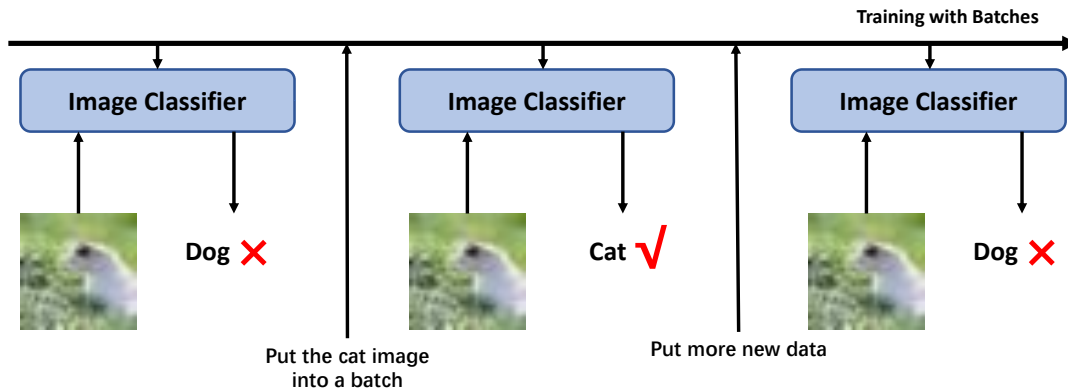 Training with Batches
Image Classifier
Image Classifier
Image Classifier
Dog ×
Cat √
Dog ×
Put the cat image
into a batch
Put more new data